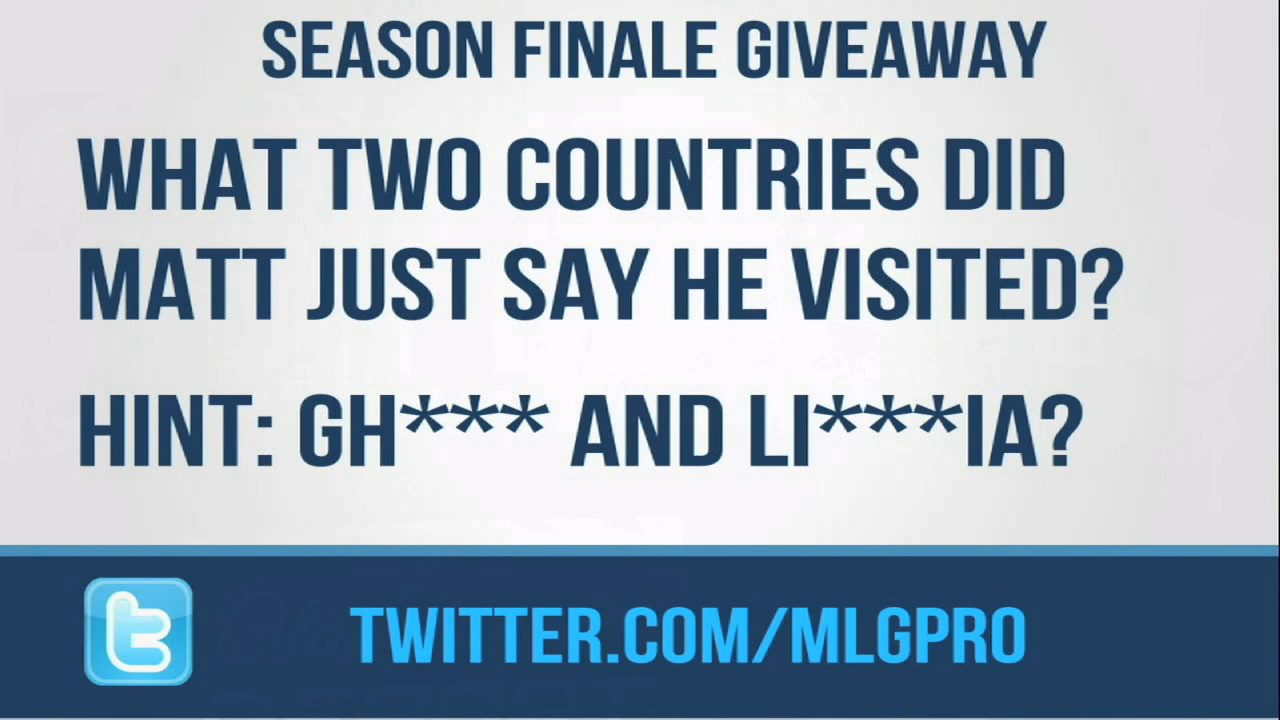 SEASON FINALE GIVEAWAY
WHAT TWO COUNTRIES DID
MATT JUST SAY HE VISITED?
HINT: GH*** AND LI***IA?
TWITTER.COM/MLGPRO